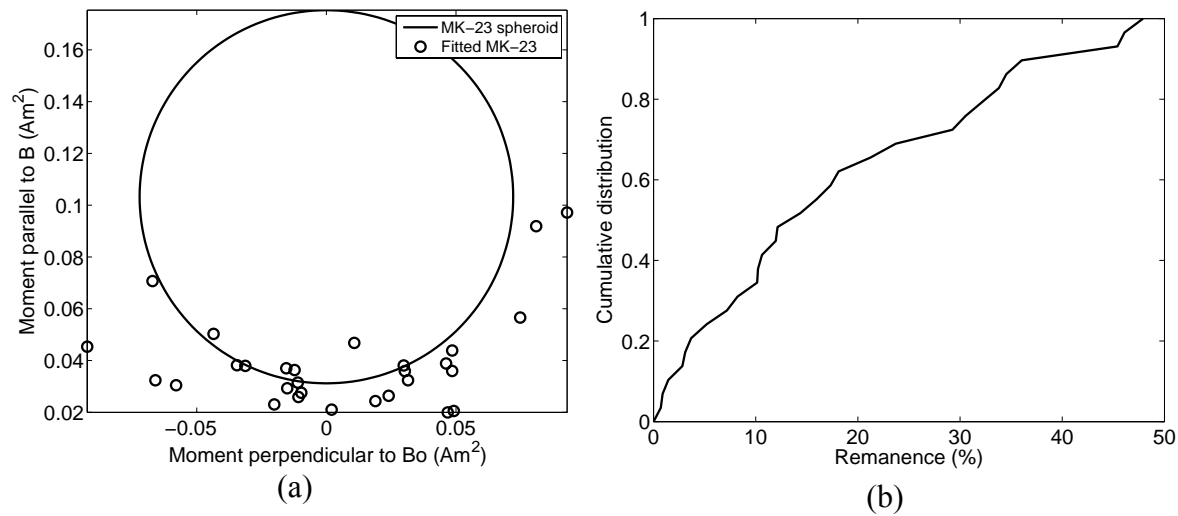 MK−23 spheroid
Fitted MK−23
0.16
0.14
0.12
0.1
0.08
0.06
0.04
0.02
Moment parallel to B (Am²)
−0.05
0
0.05
Moment perpendicular to Bo (Am²)
(a)
1
0.8
0.6
0.4
0.2
0
Cumulative distribution
0
10
20
30
40
50
Remanence (%)
(b)